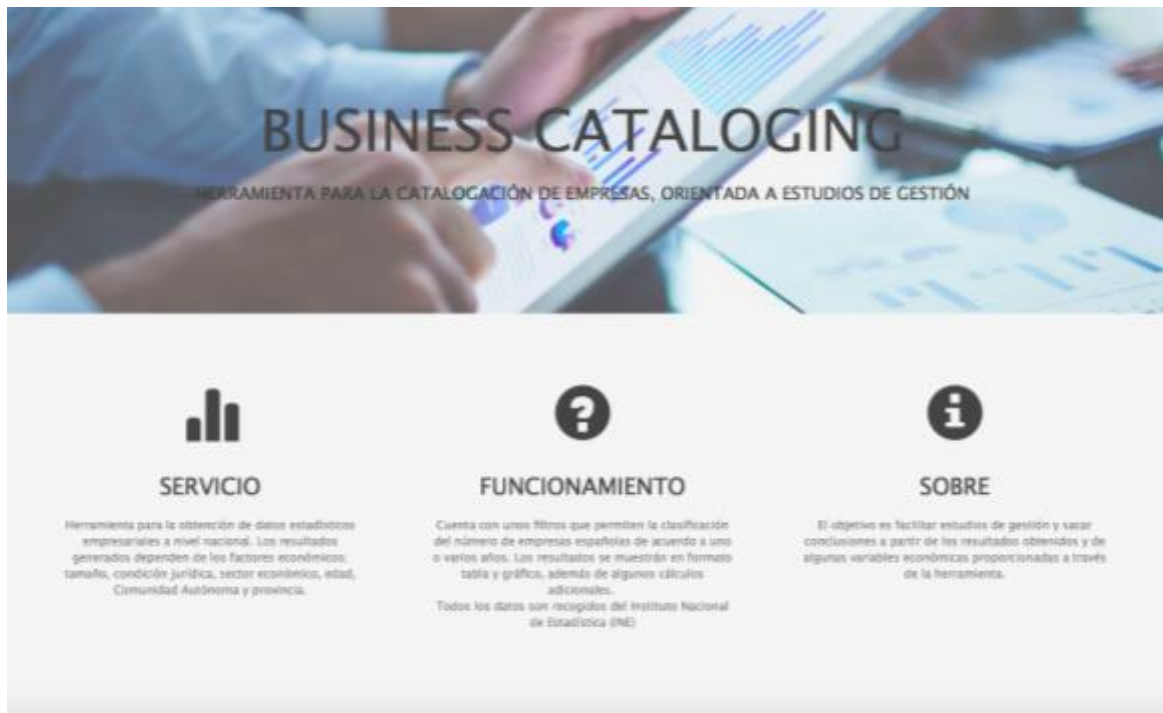 BUSINESS CATALOGING
HERRAMIENTA PARA LA CATALOGACIÓN DE EMPRESAS, ORIENTADA A ESTUDIOS DE GESTIÓN
SERVICIO
Herramienta para la obtención de datos estadísticos
empresariales a nivel nacional. Los resultados
generados dependen de los factores económicos:
tamaño, condición jurídica, sector económico, edad,
Comunidad Autónoma y provincia.
FUNCIONAMIENTO
Cuenta con unos filtros que permiten la clasificación
del número de empresas españolas de acuerdo a uno
o varios años. Los resultados se muestrán en formato
tabla y gráfico, además de algunos cálculos
adicionales.
Todos los datos son recogidos del Instituto Nacional
de Estadística (INE)
SOBRE
El objetivo es facilitar estudios de gestión y sacar
conclusiones a partir de los resultados obtenidos y de
algunas variables económicas proporcionadas a través
de la herramienta.